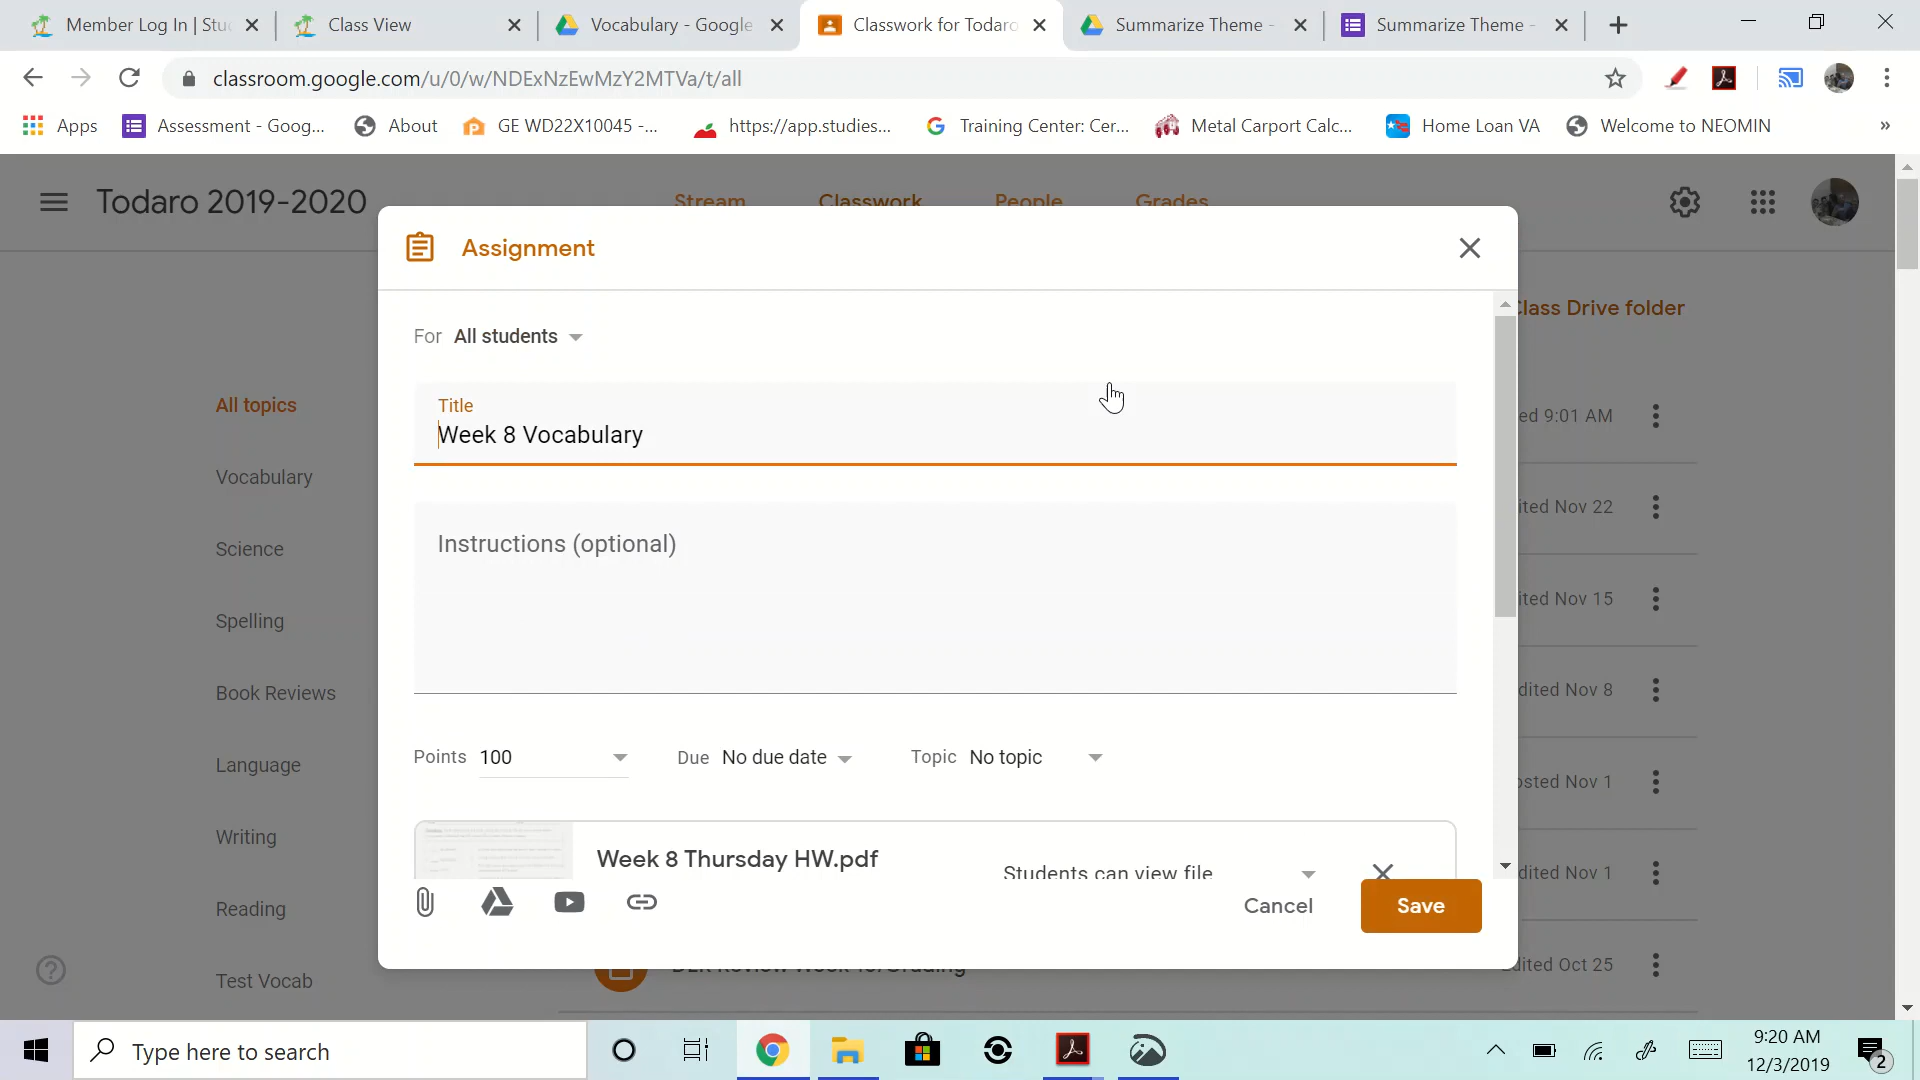 Member Log In | Stu
Class View
Vocabulary - Google
Classwork for Todaro
Summarize Theme -
Summarize Theme -
classroom.google.com/u/0/w/NDExNzEwMzY2MTVa/t/all
Apps
Assessment - Goog...
About
GE WD22X10045 -...
https://app.studies...
Training Center: Cer...
Metal Carport Calc...
Home Loan VA
Welcome to NEOMIN
»
Todaro 2019-2020
Stream
Classwork
People
Grades
Assignment
Class Drive folder
For All students
All topics
Title
Week 8 Vocabulary
ed 9:01 AM
Vocabulary
ited Nov 22
Instructions (optional)
Science
ited Nov 15
Spelling
Book Reviews
dited Nov 8
Language
Points 100
Due No due date
Topic No topic
osted Nov 1
Writing
Week 8 Thursday HW.pdf
Students can view file
dited Nov 1
Reading
Cancel
Save
Test Vocab
dited Oct 25
Type here to search
9:20 AM
12/3/2019
2